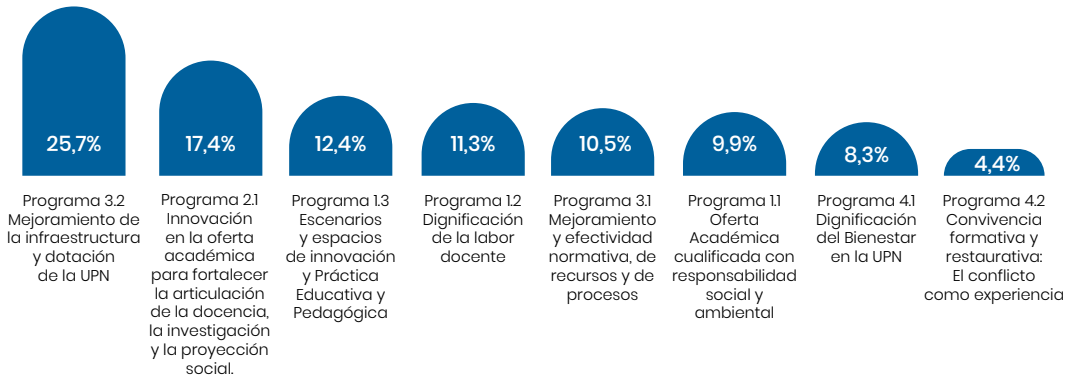 25,7%
17,4%
12,4%
11,3%
10,5%
9,9%
8,3%
4,4%
Programa 3.2
Mejoramiento de
la infraestructura
y dotación
de la UPN
Programa 2.1
Innovación
en la oferta
académica
para fortalecer
la articulación
de la docencia,
la investigación
y la proyección
social.
Programa 1.3
Escenarios
y espacios
de innovación
y Práctica
Educativa y
Pedagógica
Programa 1.2
Dignificación
de la labor
docente
Programa 3.1
Mejoramiento
y efectividad
normativa, de
recursos y de
procesos
Programa 1.1
Oferta
Académica
cualificada con
responsabilidad
social y
ambiental
Programa 4.1
Dignificación
del Bienestar
en la UPN
Programa 4.2
Convivencia
formativa y
restaurativa:
El conflicto
como experiencia